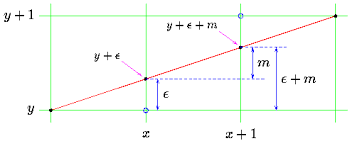 y + 1
y + ϵ + m
y + ϵ
m
ϵ + m
ϵ
y
x
x + 1